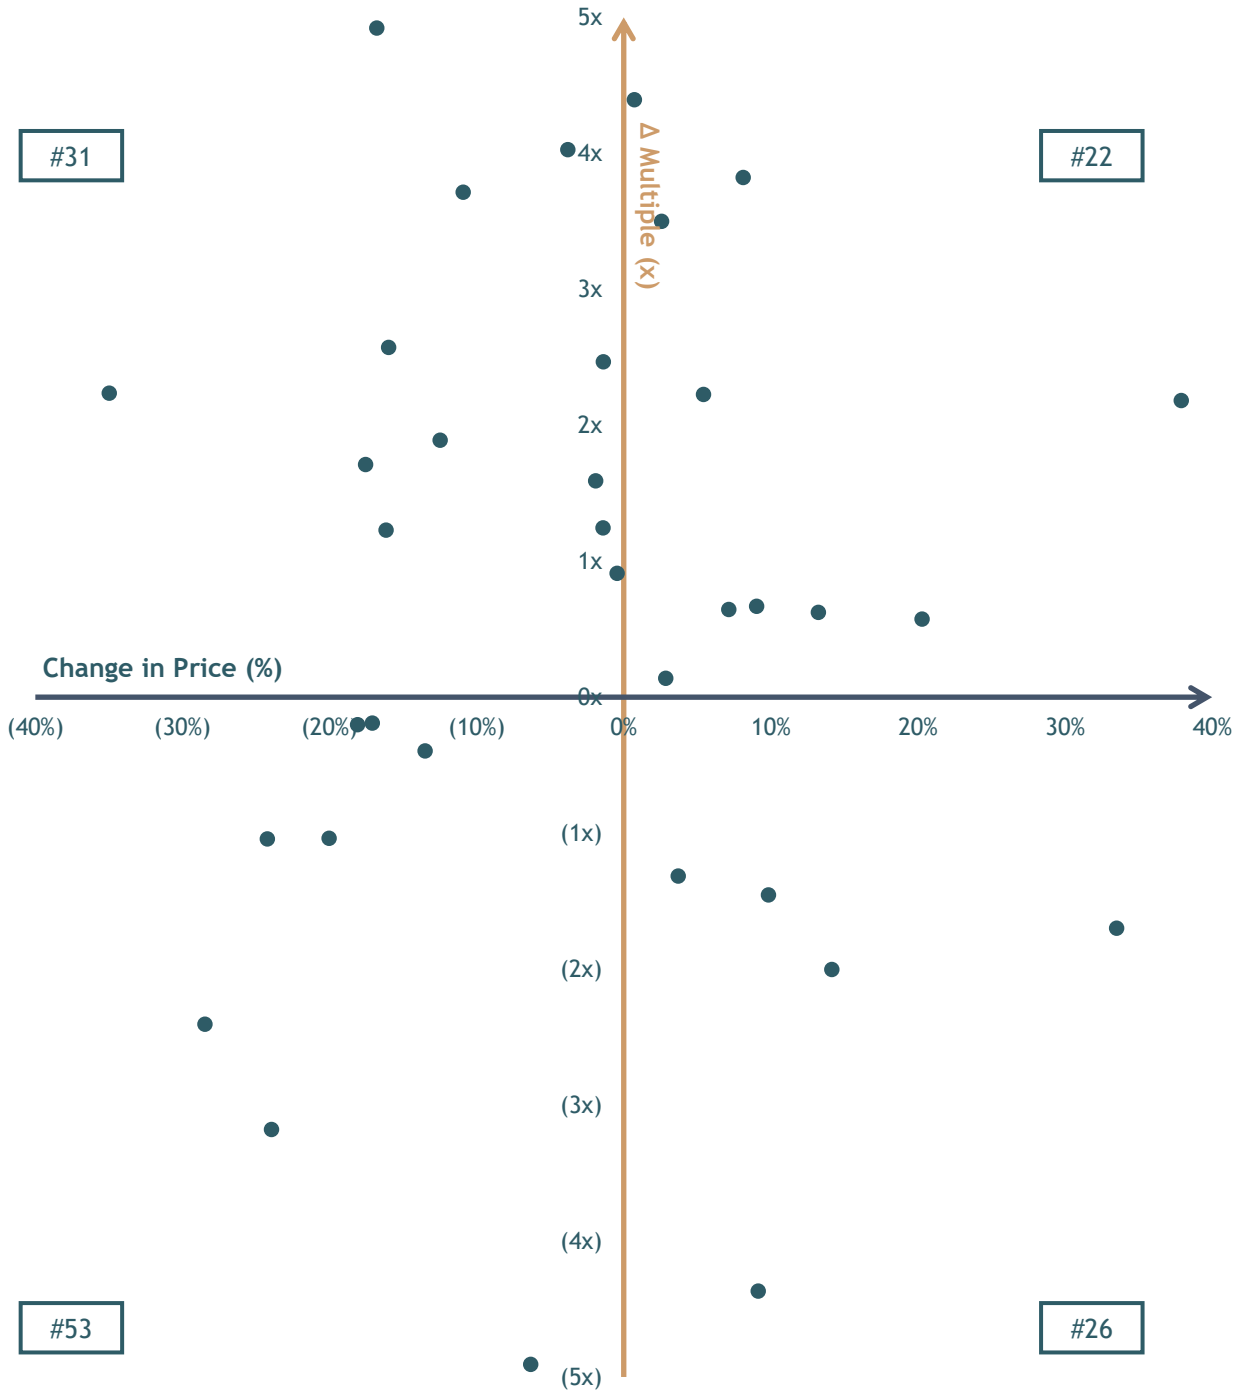 5x
#31
4x
Δ Multiple (x)
#22
3x
2x
1x
Change in Price (%)
0x
(40%)
(30%)
(20%)
(10%)
0%
10%
20%
30%
40%
(1x)
(2x)
(3x)
(4x)
#53
#26
(5x)